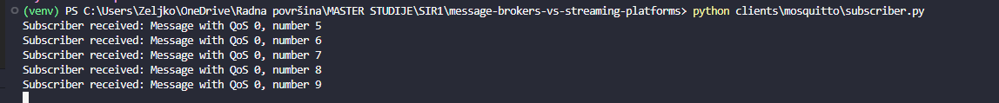 (venv) PS C:\Users\Zeljko\OneDrive\Radna površina\MASTER STUDIJE\SIR1\message-brokers-vs-streaming-platforms> python clients\mosquitto\subscriber.py
Subscriber received: Message with QoS 0, number 5
Subscriber received: Message with QoS 0, number 6
Subscriber received: Message with QoS 0, number 7
Subscriber received: Message with QoS 0, number 8
Subscriber received: Message with QoS 0, number 9